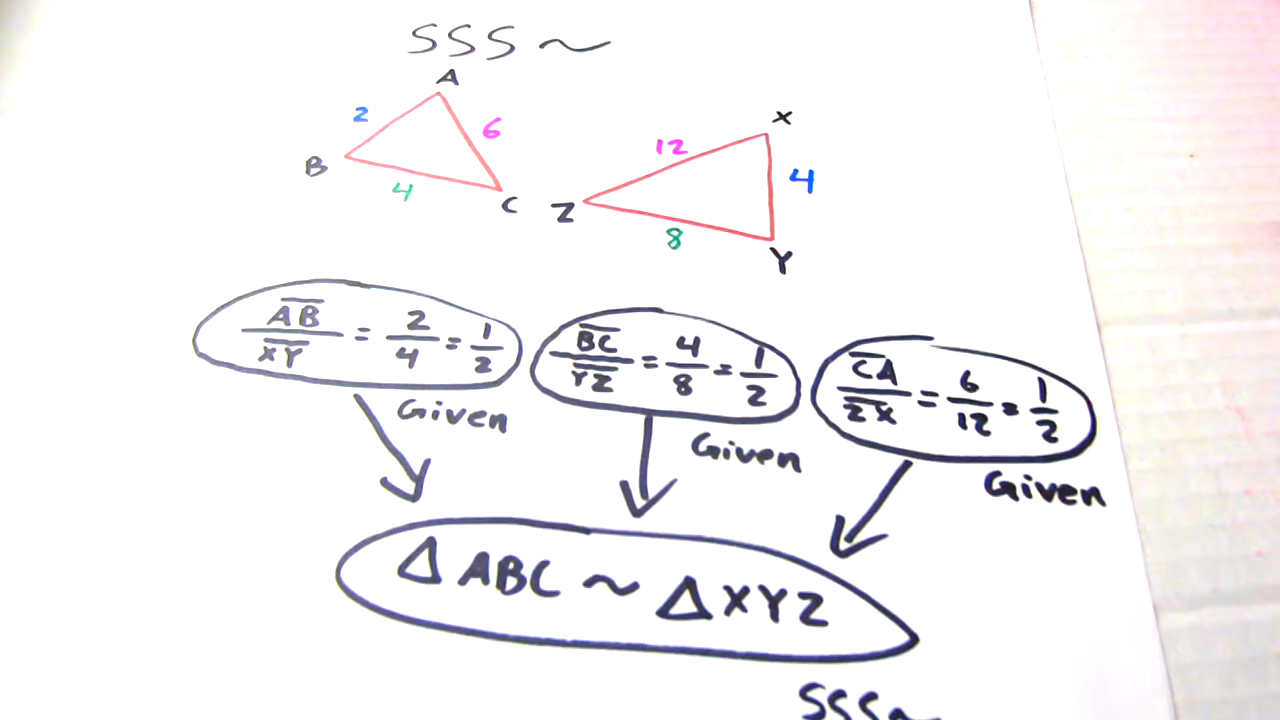 SSS ~
A
2
6
B
4
C
X
12
4
Z
8
Y
AB/XY = 2/4 = 1/2
Given
BC/YZ = 4/8 = 1/2
Given
CA/ZX = 6/12 = 1/2
Given
Δ ABC ~ Δ XYZ
SSS~